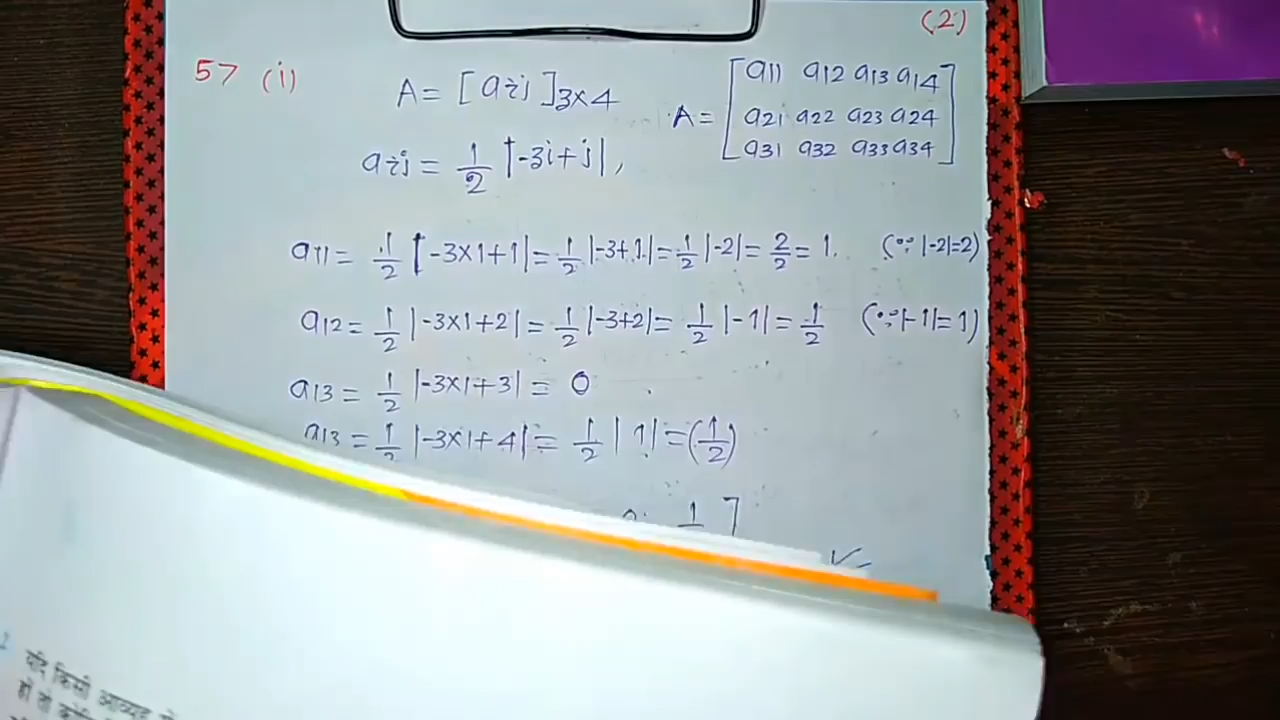 (2)
57 (i) A = [aij]3×4
A = [a11 a12 a13 a14
a21 a22 a23 a24
a31 a32 a33 a34]
aij = 1/2 |-3i+j|,
a11 = 1/2 |-3×1+1| = 1/2 |-3+1| = 1/2 |-2| = 2/2 = 1. (∵ |-2|=2)
a12 = 1/2 |-3×1+2| = 1/2 |-3+2| = 1/2 |-1| = 1/2 (∵ |-1|=1)
a13 = 1/2 |-3×1+3| = 0
a13 = 1/2 |-3×1+4| = 1/2 |1| = (1/2)
1
यदि किसी आव्यूह में
हों तो